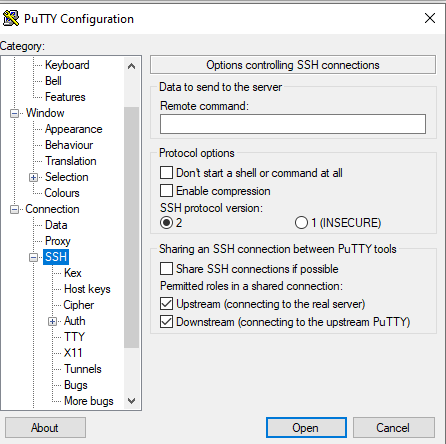 PuTTY Configuration
Category:
Keyboard
Bell
Features
Window
Appearance
Behaviour
Translation
Selection
Colours
Connection
Data
Proxy
SSH
Kex
Host keys
Cipher
Auth
TTY
X11
Tunnels
Bugs
More bugs
Options controlling SSH connections
Data to send to the server
Remote command:
Protocol options
Don't start a shell or command at all
Enable compression
SSH protocol version:
2
1 (INSECURE)
Sharing an SSH connection between PuTTY tools
Share SSH connections if possible
Permitted roles in a shared connection:
Upstream (connecting to the real server)
Downstream (connecting to the upstream PuTTY)
About
Open
Cancel